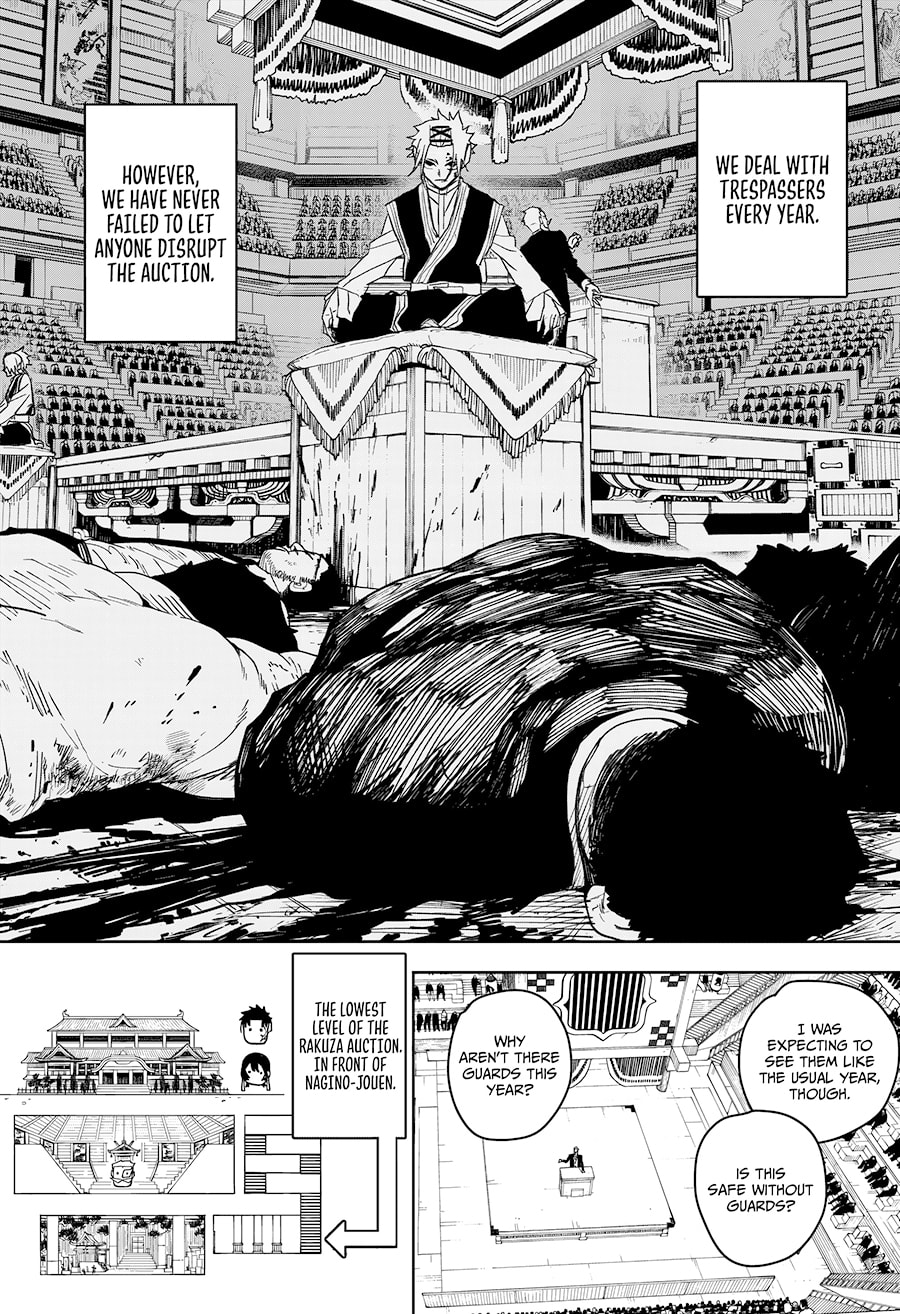 WE DEAL WITH
TRESPASSERS
EVERY YEAR.
HOWEVER,
WE HAVE NEVER
FAILED TO LET
ANYONE DISRUPT
THE AUCTION.
I WAS
EXPECTING TO
SEE THEM LIKE
THE USUAL YEAR,
THOUGH.
WHY
AREN'T THERE
GUARDS THIS
YEAR?
IS THIS
SAFE WITHOUT
GUARDS?
THE LOWEST
LEVEL OF THE
RAKUZA AUCTION.
IN FRONT OF
NAGINO-JOUEN.